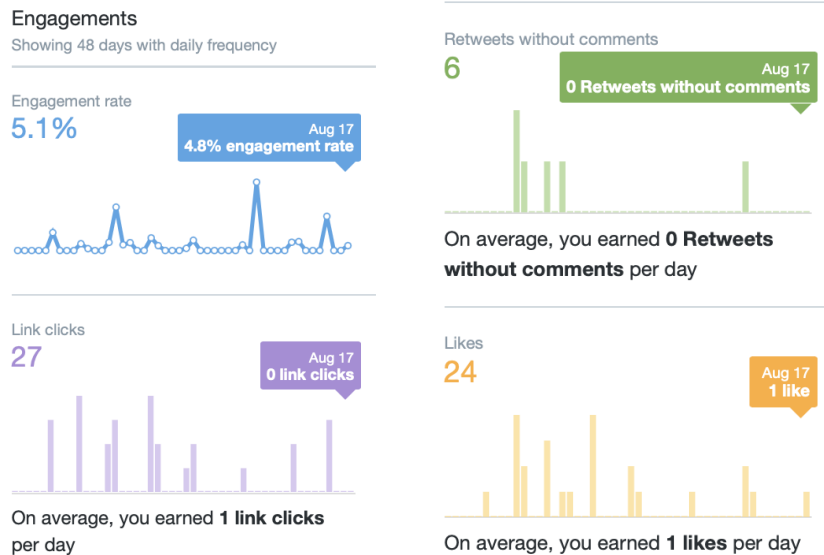 Engagements
Showing 48 days with daily frequency
Engagement rate
5.1%
Aug 17
4.8% engagement rate
Link clicks
27
Aug 17
0 link clicks
On average, you earned 1 link clicks
per day
Retweets without comments
6
Aug 17
0 Retweets without comments
On average, you earned 0 Retweets
without comments per day
Likes
24
Aug 17
1 like
On average, you earned 1 likes per day